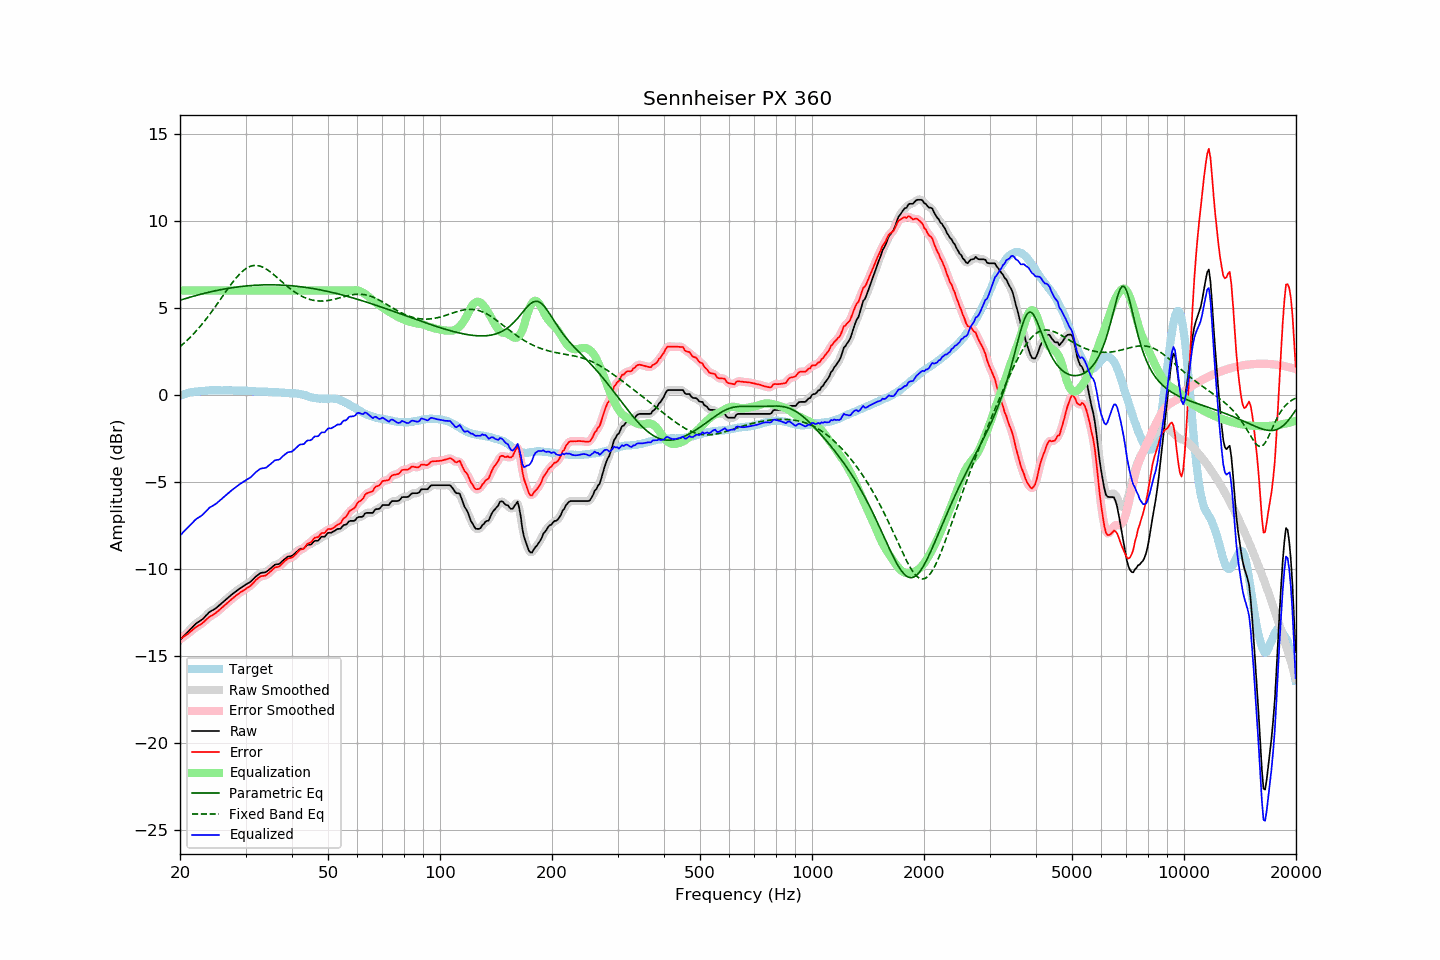 Sennheiser PX 360
15
10
5
0
−5
−10
−15
−20
−25
Amplitude (dBr)
Target
Raw Smoothed
Error Smoothed
Raw
Error
Equalization
Parametric Eq
Fixed Band Eq
Equalized
20 50 100 200 500 1000 2000 5000 10000 20000
Frequency (Hz)